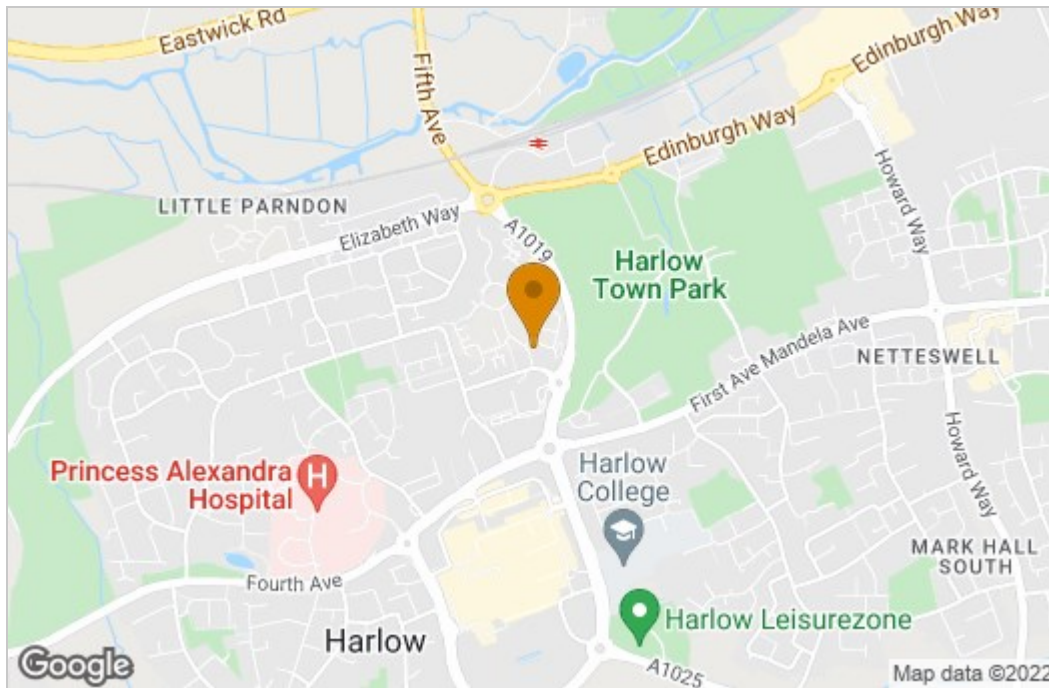 Eastwick Rd
Fifth Ave
Edinburgh Way
Edinburgh Way
Howard Way
LITTLE PARNDON
Elizabeth Way
A1019
Harlow
Town Park
First Ave Mandela Ave
NETTESWELL
Howard Way
Princess Alexandra
Hospital
H
Harlow
College
MARK HALL
SOUTH
Fourth Ave
Harlow
Harlow Leisurezone
A1025
Google
Map data ©2022